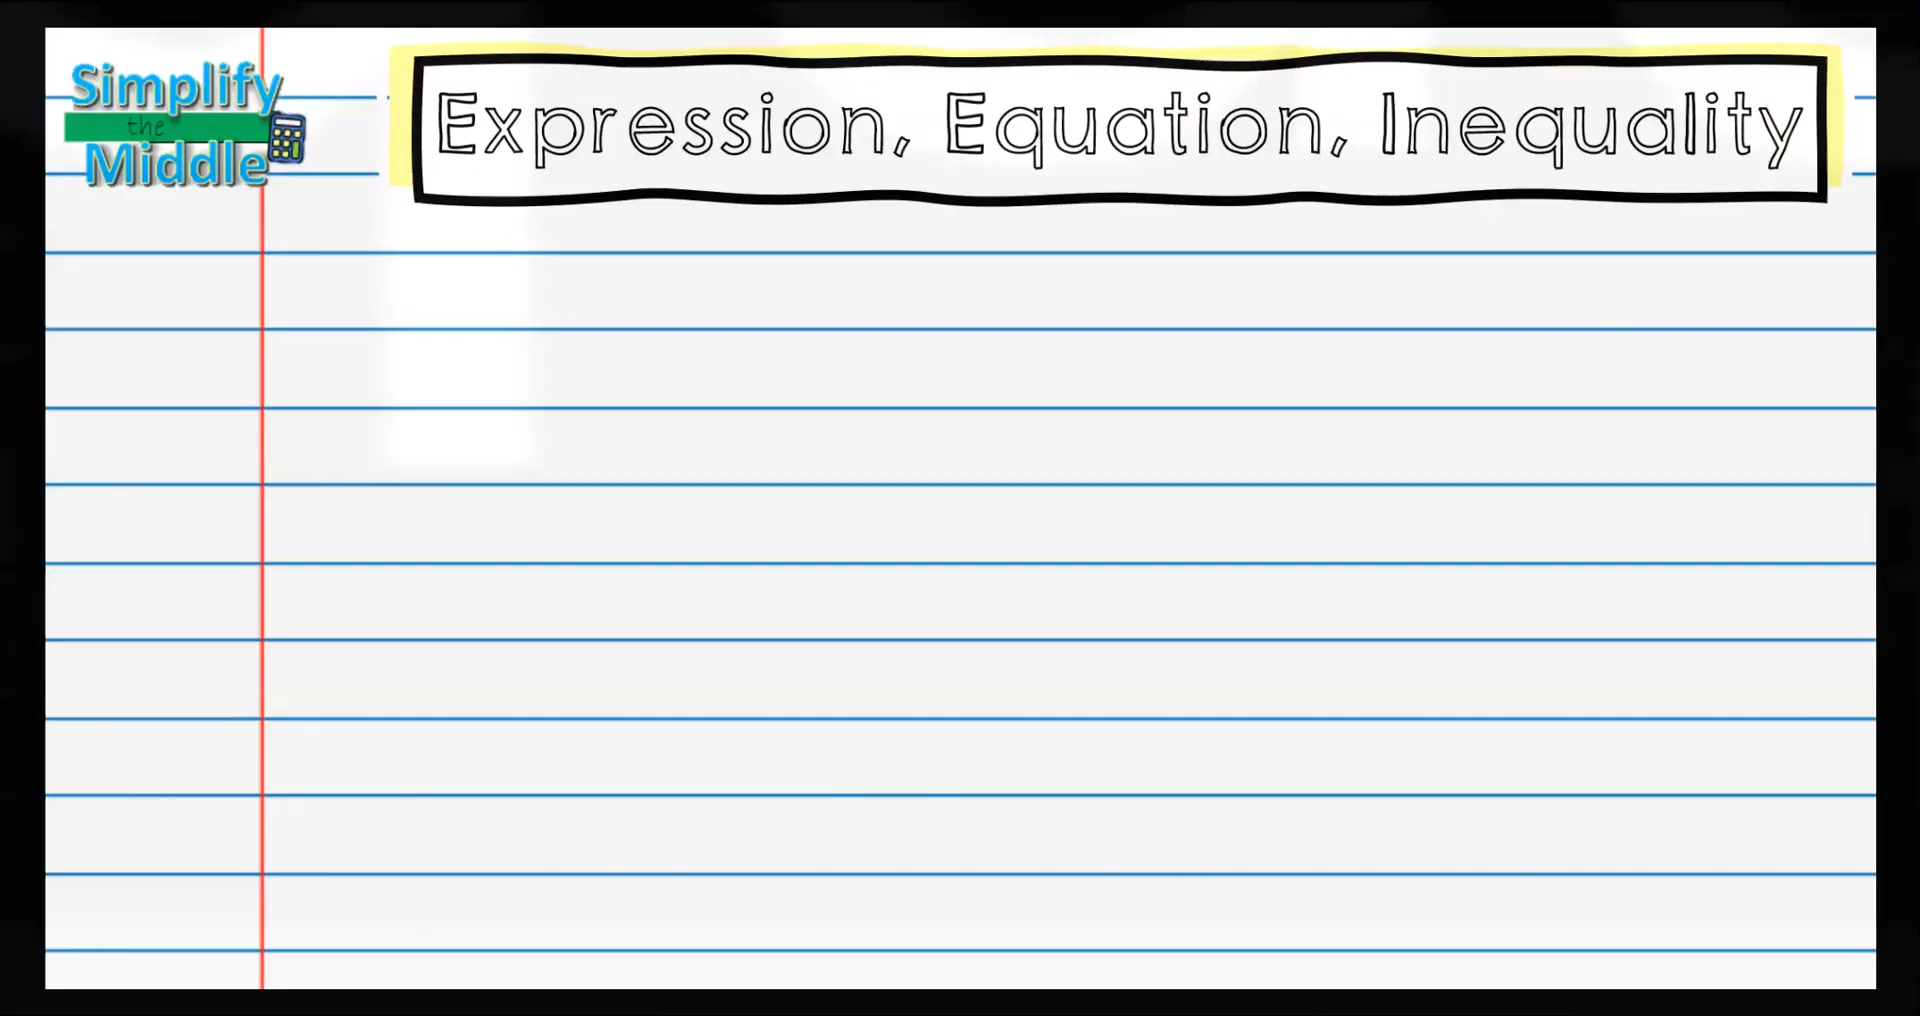 Simplify
the
Middle
Expression, Equation, Inequality